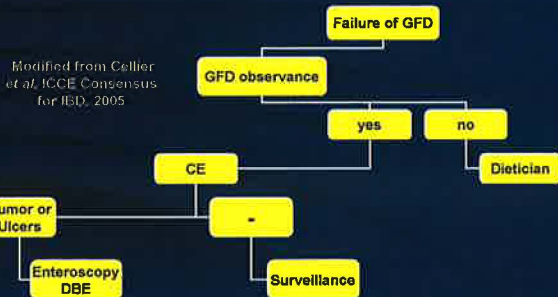 Failure of GFD
Modified from Cellier
et al, ICCE Consensus
for IBD, 2005
GFD observance
yes
no
CE
Dietician
umor or
Ulcers
-
Enteroscopy
DBE
Surveillance